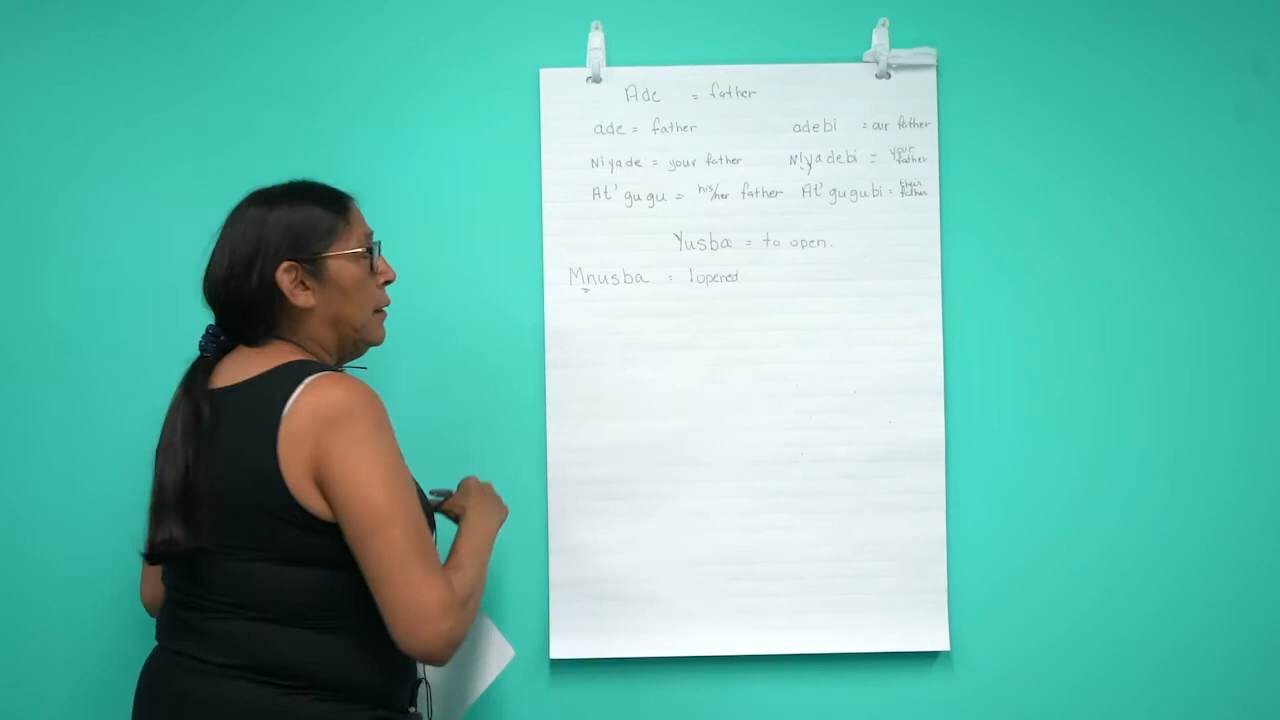 Ade = father
ade = father adebi = our father
Niyade = your father Niyadebi = your father
At' gugu = his/her father At' gugubi = their father
Yusba = to open.
Mnusba = I opened